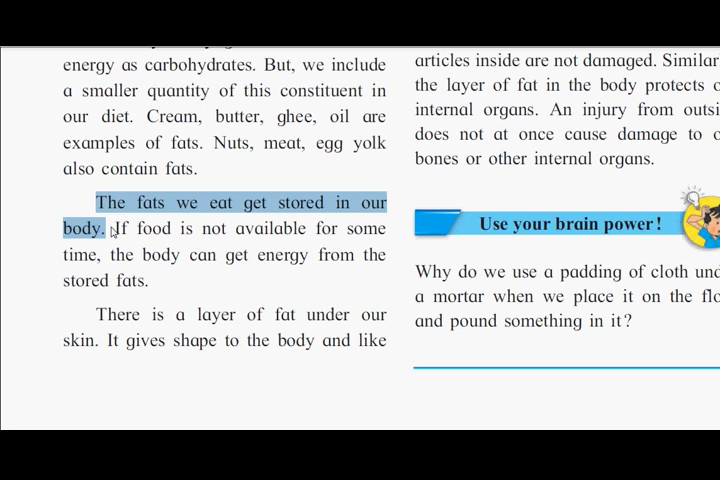 energy as carbohydrates. But, we include
a smaller quantity of this constituent in
our diet. Cream, butter, ghee, oil are
examples of fats. Nuts, meat, egg yolk
also contain fats.
The fats we eat get stored in our
body. If food is not available for some
time, the body can get energy from the
stored fats.
There is a layer of fat under our
skin. It gives shape to the body and like
articles inside are not damaged. Similar
the layer of fat in the body protects
internal organs. An injury from
does not at once cause damage to
bones or other internal organs.
Use your brain power!
Why do we use a padding of cloth
a mortar when we place it on the
and pound something in it?